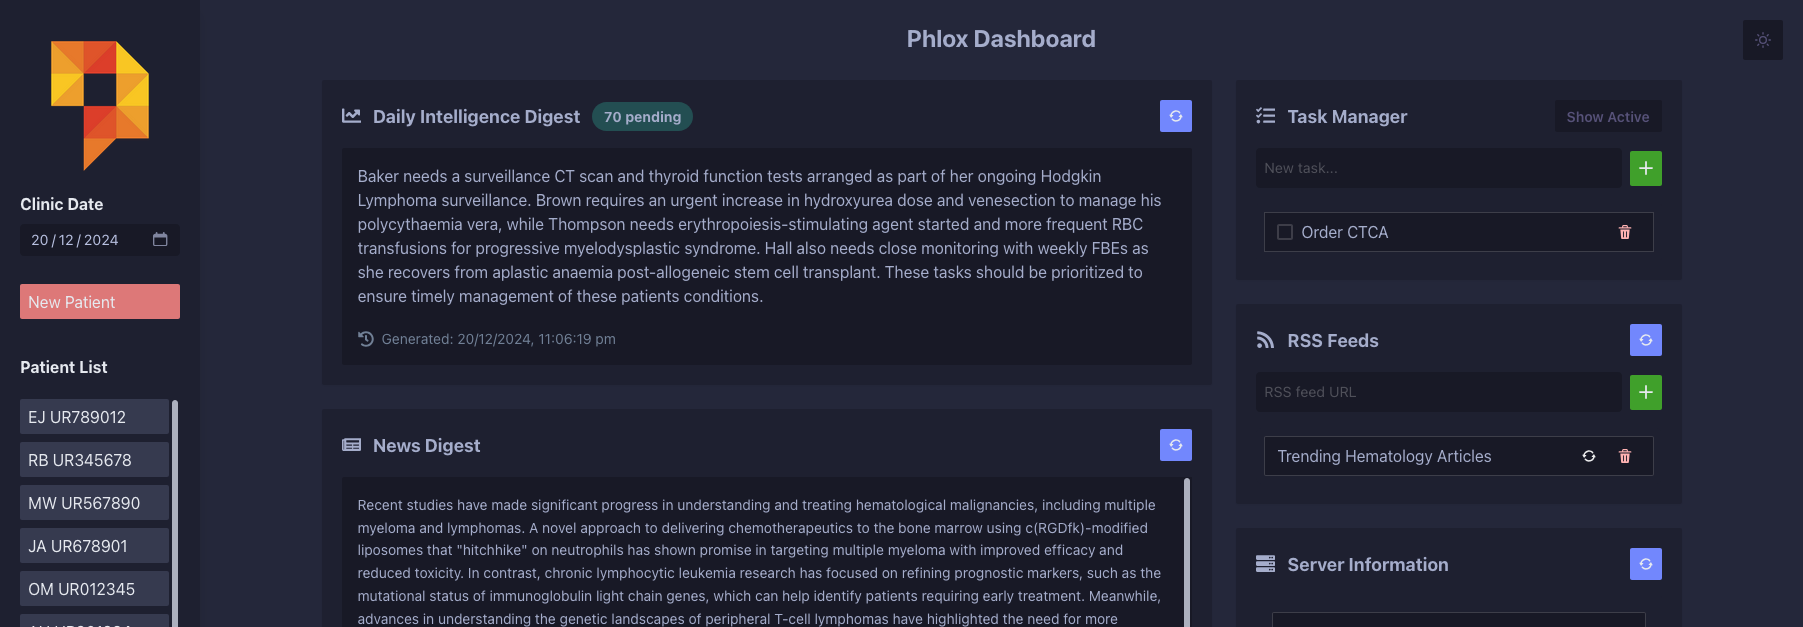 Phlox Dashboard
Clinic Date
20/12/2024
New Patient
Patient List
EJ UR789012
RB UR345678
MW UR567890
JA UR678901
OM UR012345
Daily Intelligence Digest
70 pending
Baker needs a surveillance CT scan and thyroid function tests arranged as part of her ongoing Hodgkin
Lymphoma surveillance. Brown requires an urgent increase in hydroxyurea dose and venesection to manage his
polycythaemia vera, while Thompson needs erythropoiesis-stimulating agent started and more frequent RBC
transfusions for progressive myelodysplastic syndrome. Hall also needs close monitoring with weekly FBEs as
she recovers from aplastic anaemia post-allogeneic stem cell transplant. These tasks should be prioritized to
ensure timely management of these patients conditions.
Generated: 20/12/2024, 11:06:19 pm
News Digest
Recent studies have made significant progress in understanding and treating hematological malignancies, including multiple
myeloma and lymphomas. A novel approach to delivering chemotherapeutics to the bone marrow using c(RGDfk)-modified
liposomes that "hitchhike" on neutrophils has shown promise in targeting multiple myeloma with improved efficacy and
reduced toxicity. In contrast, chronic lymphocytic leukemia research has focused on refining prognostic markers, such as the
mutational status of immunoglobulin light chain genes, which can help identify patients requiring early treatment. Meanwhile,
advances in understanding the genetic landscapes of peripheral T-cell lymphomas have highlighted the need for more
Task Manager
Show Active
New task...
Order CTCA
RSS Feeds
RSS feed URL
Trending Hematology Articles
Server Information